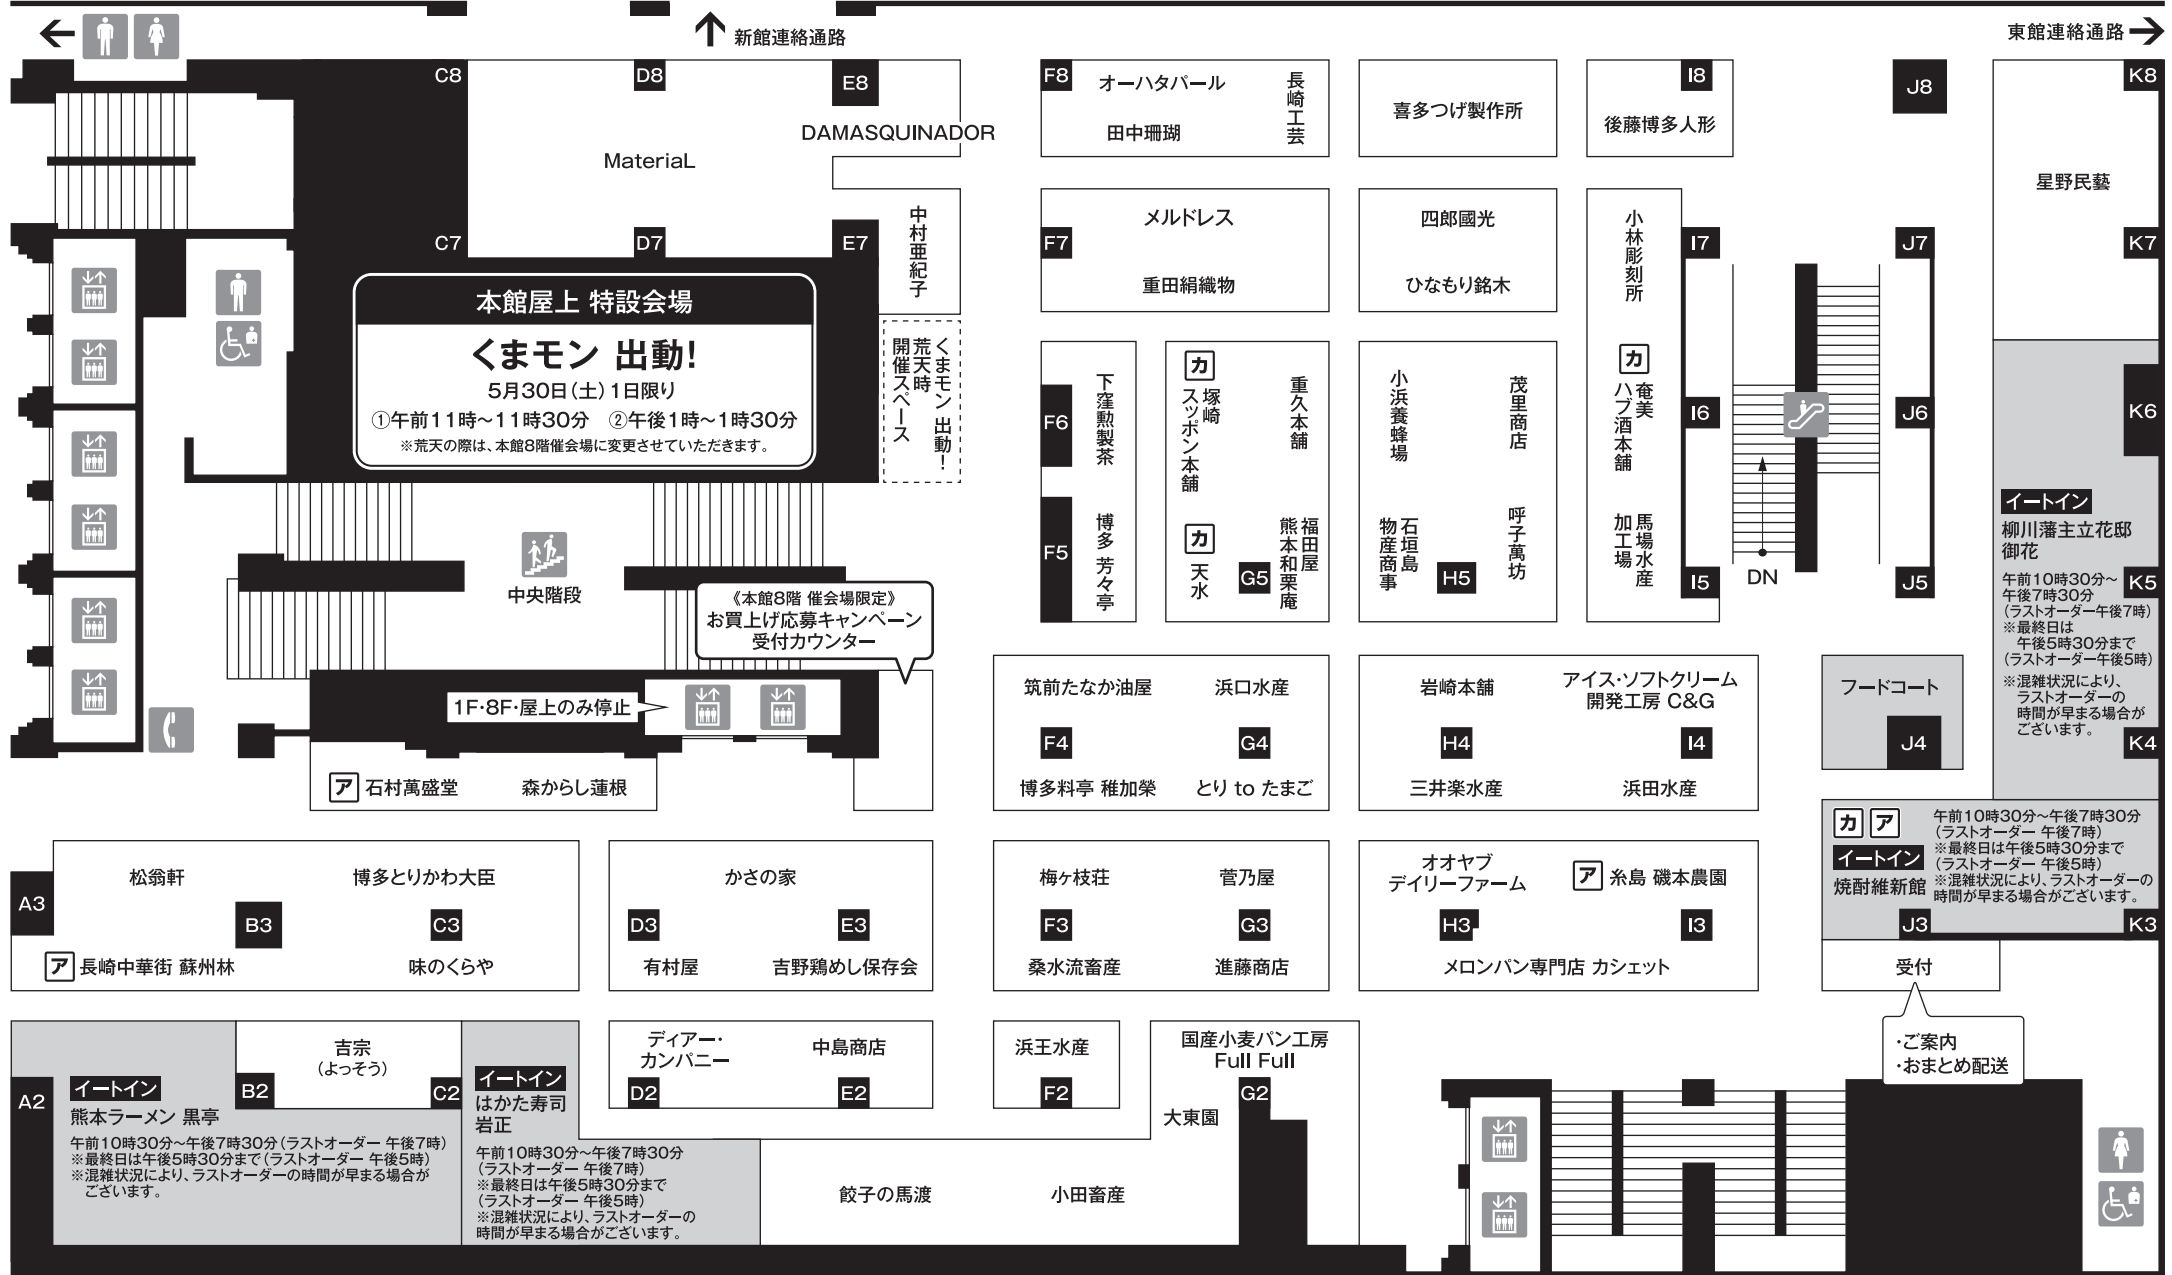 新館連絡通路
東館連絡通路
C8
D8
E8
F8
I8
J8
K8
MateriaL
DAMASQUINADOR
オーハタパール
田中珊瑚
長崎工芸
喜多つげ製作所
後藤博多人形
星野民藝
C7
D7
E7
F7
I7
J7
K7
中村亜紀子
メルドレス
重田絹織物
四郎國光
ひなもり銘木
小林彫刻所
本館屋上 特設会場
くまモン 出動!
5月30日(土)1日限り
①午前11時〜11時30分 ②午後1時〜1時30分
※荒天の際は、本館8階催会場に変更させていただきます。
くまモン 出動!
荒天時
開催スペース
F6
下窪勲製茶
カ
塚崎
スッポン本舗
重久本舗
小浜養蜂場
茂里商店
カ
奄美
ハブ酒本舗
I6
J6
K6
F5
博多 芳々亭
カ
天水
G5
福田屋
熊本和栗庵
石垣島
物産商事
H5
呼子萬坊
馬場水産
加工場
I5
DN
J5
K5
イートイン
柳川藩主立花邸
御花
午前10時30分〜
午後7時30分
(ラストオーダー午後7時)
※最終日は
午後5時30分まで
(ラストオーダー午後5時)
※混雑状況により、
ラストオーダーの
時間が早まる場合が
ございます。
中央階段
《本館8階 催会場限定》
お買上げ応募キャンペーン
受付カウンター
1F・8F・屋上のみ停止
ア 石村萬盛堂
森からし蓮根
筑前たなか油屋
浜口水産
F4
G4
博多料亭 稚加榮
とり to たまご
岩崎本舗
アイス・ソフトクリーム
開発工房 C&G
H4
I4
三井楽水産
浜田水産
フードコート
J4
K4
A3
松翁軒
博多とりかわ大臣
B3
C3
ア 長崎中華街 蘇州林
味のくらや
かさの家
D3
E3
有村屋
吉野鶏めし保存会
梅ヶ枝荘
菅乃屋
F3
G3
桑水流畜産
進藤商店
オオヤブ
デイリーファーム
ア 糸島 磯本農園
H3
I3
メロンパン専門店 カシェット
カ ア
イートイン
焼酎維新館
午前10時30分〜午後7時30分
(ラストオーダー 午後7時)
※最終日は午後5時30分まで
(ラストオーダー 午後5時)
※混雑状況により、ラストオーダーの
時間が早まる場合がございます。
J3
K3
受付
・ご案内
・おまとめ配送
A2
イートイン
熊本ラーメン 黒亭
午前10時30分〜午後7時30分(ラストオーダー 午後7時)
※最終日は午後5時30分まで(ラストオーダー 午後5時)
※混雑状況により、ラストオーダーの時間が早まる場合が
ございます。
吉宗
(よっそう)
B2
C2
イートイン
はかた寿司
岩正
午前10時30分〜午後7時30分
(ラストオーダー 午後7時)
※最終日は午後5時30分まで
(ラストオーダー 午後5時)
※混雑状況により、ラストオーダーの
時間が早まる場合がございます。
ディアー・
カンパニー
中島商店
D2
E2
浜王水産
F2
国産小麦パン工房
Full Full
G2
大東園
餃子の馬渡
小田畜産